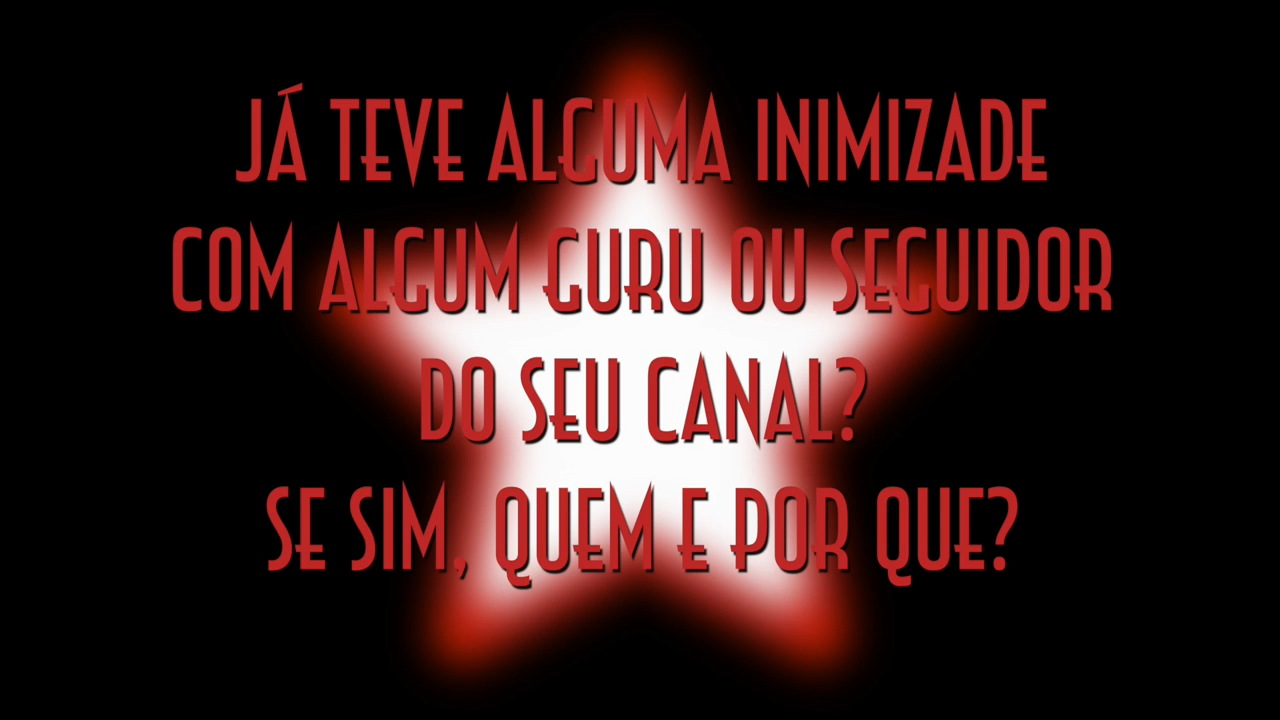 JÁ TEVE ALGUMA INIMIZADE
COM ALGUM GURU OU SEGUIDOR
DO SEU CANAL?
SE SIM, QUEM E POR QUE?